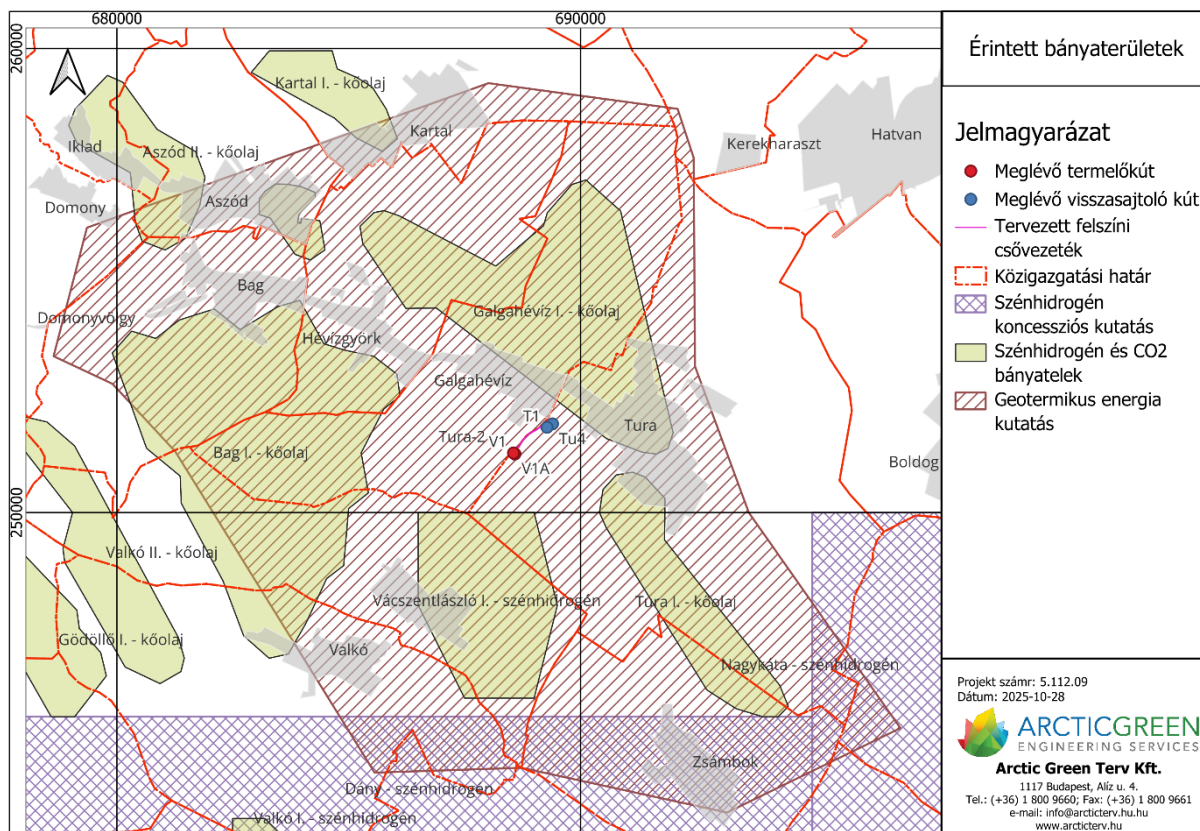 680000
690000
260000
250000
Kartal I. - kőolaj
Kartal
Iklad
Aszód II. - kőolaj
Kerekharaszt
Hatvan
Domony
Aszód
Bag
Domonyvölgy
Hévízgyörk
Galgahévíz I. - kőolaj
Galgahévíz
T1
Tura-2
V1
Tu4
Tura
V1A
Bag I. - kőolaj
Boldog
Valkó II. - kőolaj
Vácszentlászló I. - szénhidrogén
Tura I. - kőolaj
Gödöllő I. - kőolaj
Valkó
Nagykáta - szénhidrogén
Zsámbok
Dány - szénhidrogén
Valkó I. - szénhidrogén
Érintett bányaterületek
Jelmagyarázat
Meglévő termelőkút
Meglévő visszasajtoló kút
Tervezett felszíni
csővezeték
Közigazgatási határ
Szénhidrogén
koncessziós kutatás
Szénhidrogén és CO2
bányatelek
Geotermikus energia
kutatás
Projekt számr: 5.112.09
Dátum: 2025-10-28
ARCTICGREEN
ENGINEERING SERVICES
Arctic Green Terv Kft.
1117 Budapest, Alíz u. 4.
Tel.: (+36) 1 800 9660; Fax: (+36) 1 800 9661
e-mail: info@arcticterv.hu.hu
www.arcticterv.hu